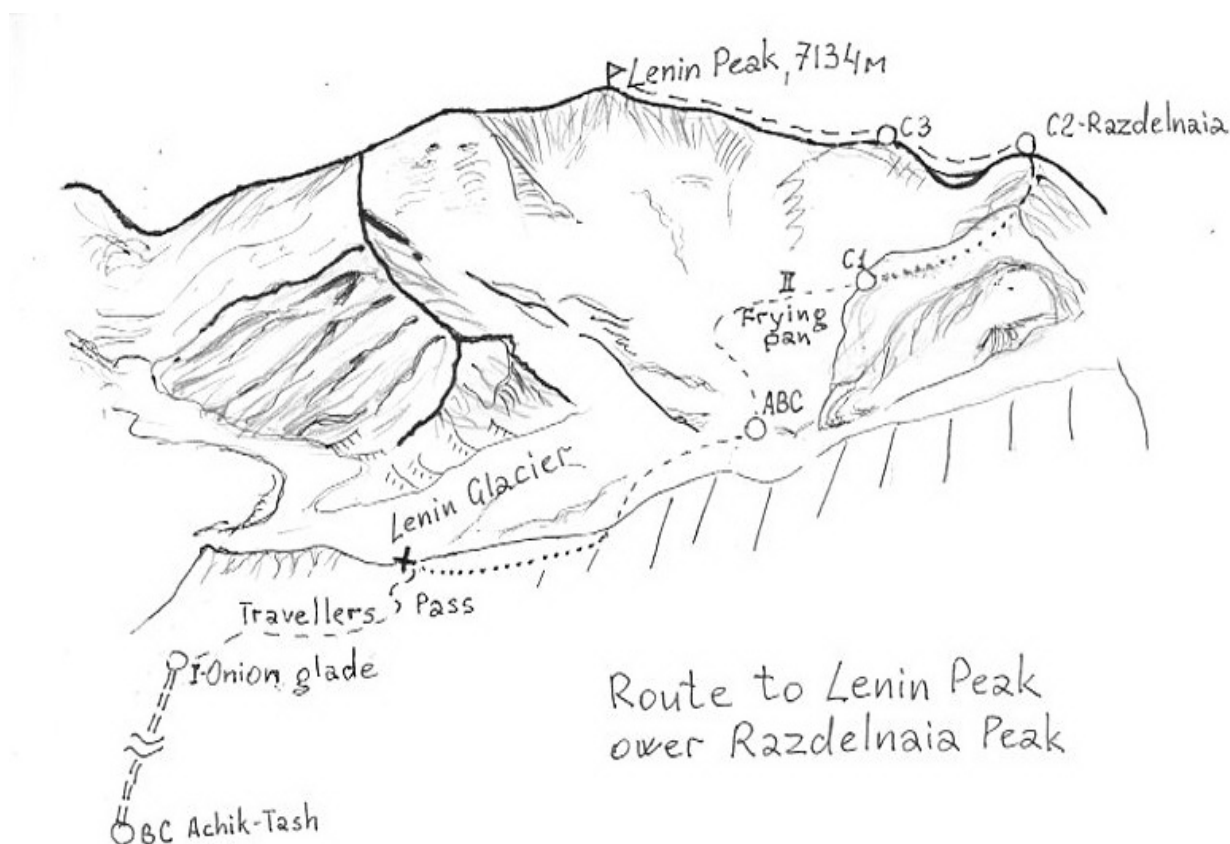 Lenin Peak, 7134м
C3
C2-Razdelnaia
C1
II
Frying
pan
ABC
Lenin Glacier
Travellers Pass
I-Onion glade
Route to Lenin Peak
over Razdelnaia Peak
BC Achik-Tash